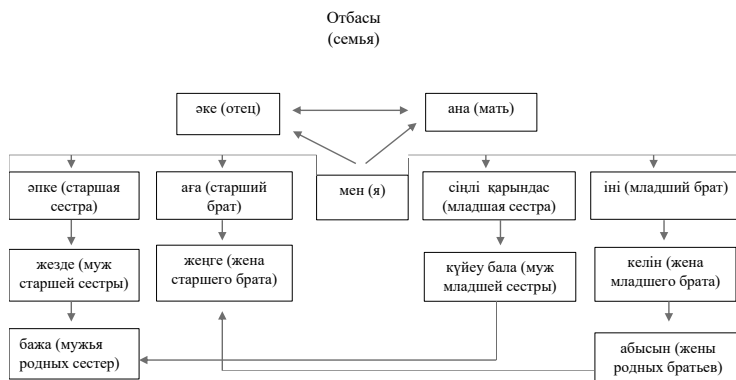 Отбасы
(семья)
әке (отец)
ана (мать)
әпке (старшая
сестра)
аға (старший
брат)
мен (я)
сіңлі қарындас
(младшая сестра)
іні (младший брат)
жезде (муж
старшей сестры)
жеңге (жена
старшего брата)
күйеу бала (муж
младшей сестры)
келін (жена
младшего брата)
бажа (мужья
родных сестер)
абысын (жены
родных братьев)